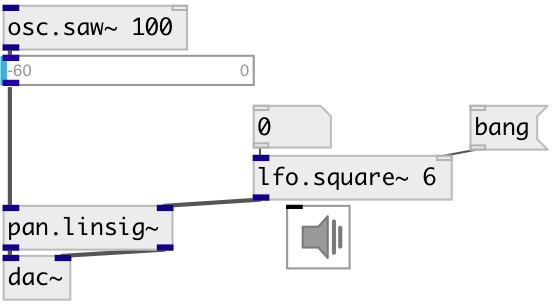 osc.saw~ 100
-60 0
0 bang
lfo.square~ 6
pan.linsig~
dac~